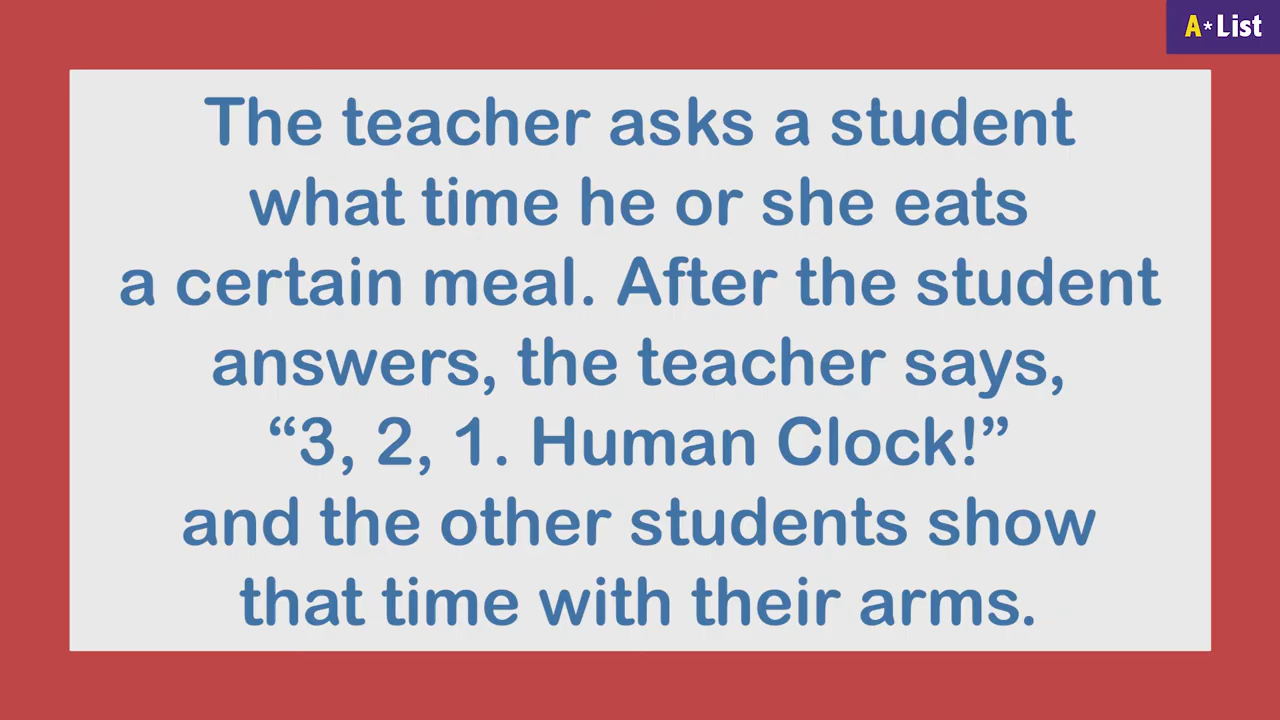 A*List
The teacher asks a student
what time he or she eats
a certain meal. After the student
answers, the teacher says,
“3, 2, 1. Human Clock!”
and the other students show
that time with their arms.